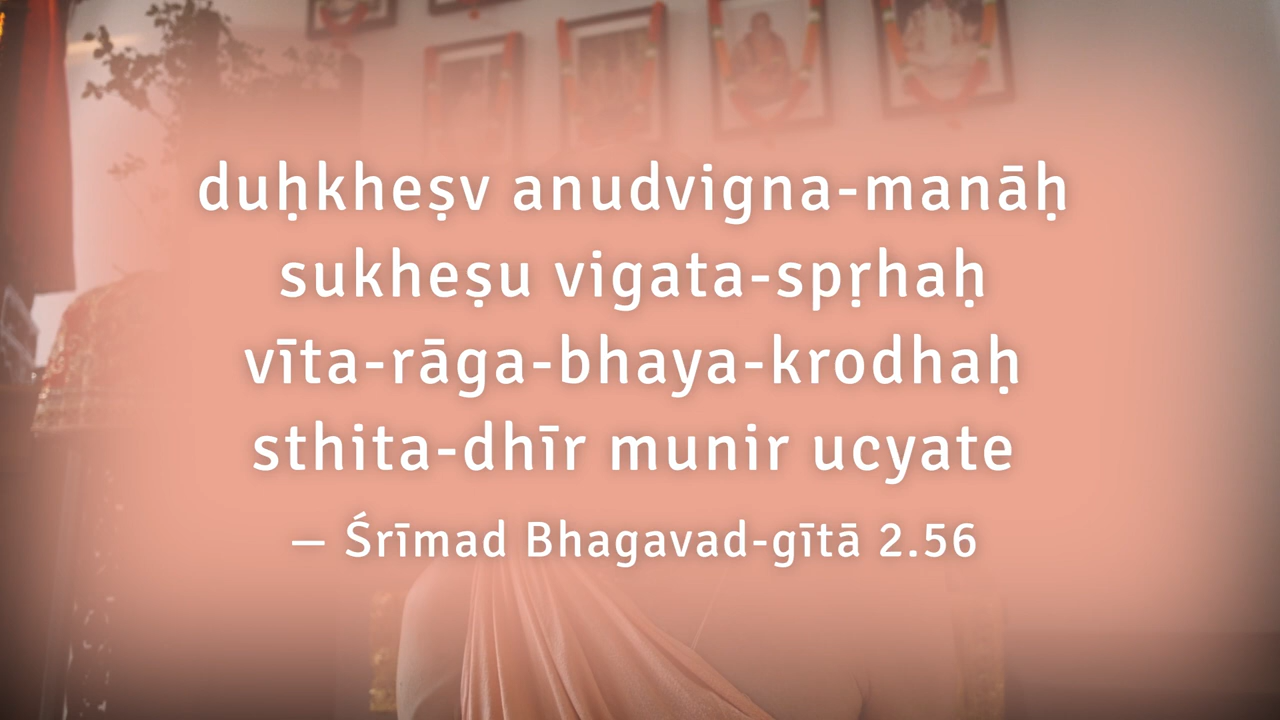 duḥkheṣv anudvigna-manāḥ
sukheṣu vigata-spṛhaḥ
vīta-rāga-bhaya-krodhaḥ
sthita-dhīr munir ucyate
— Śrīmad Bhagavad-gītā 2.56